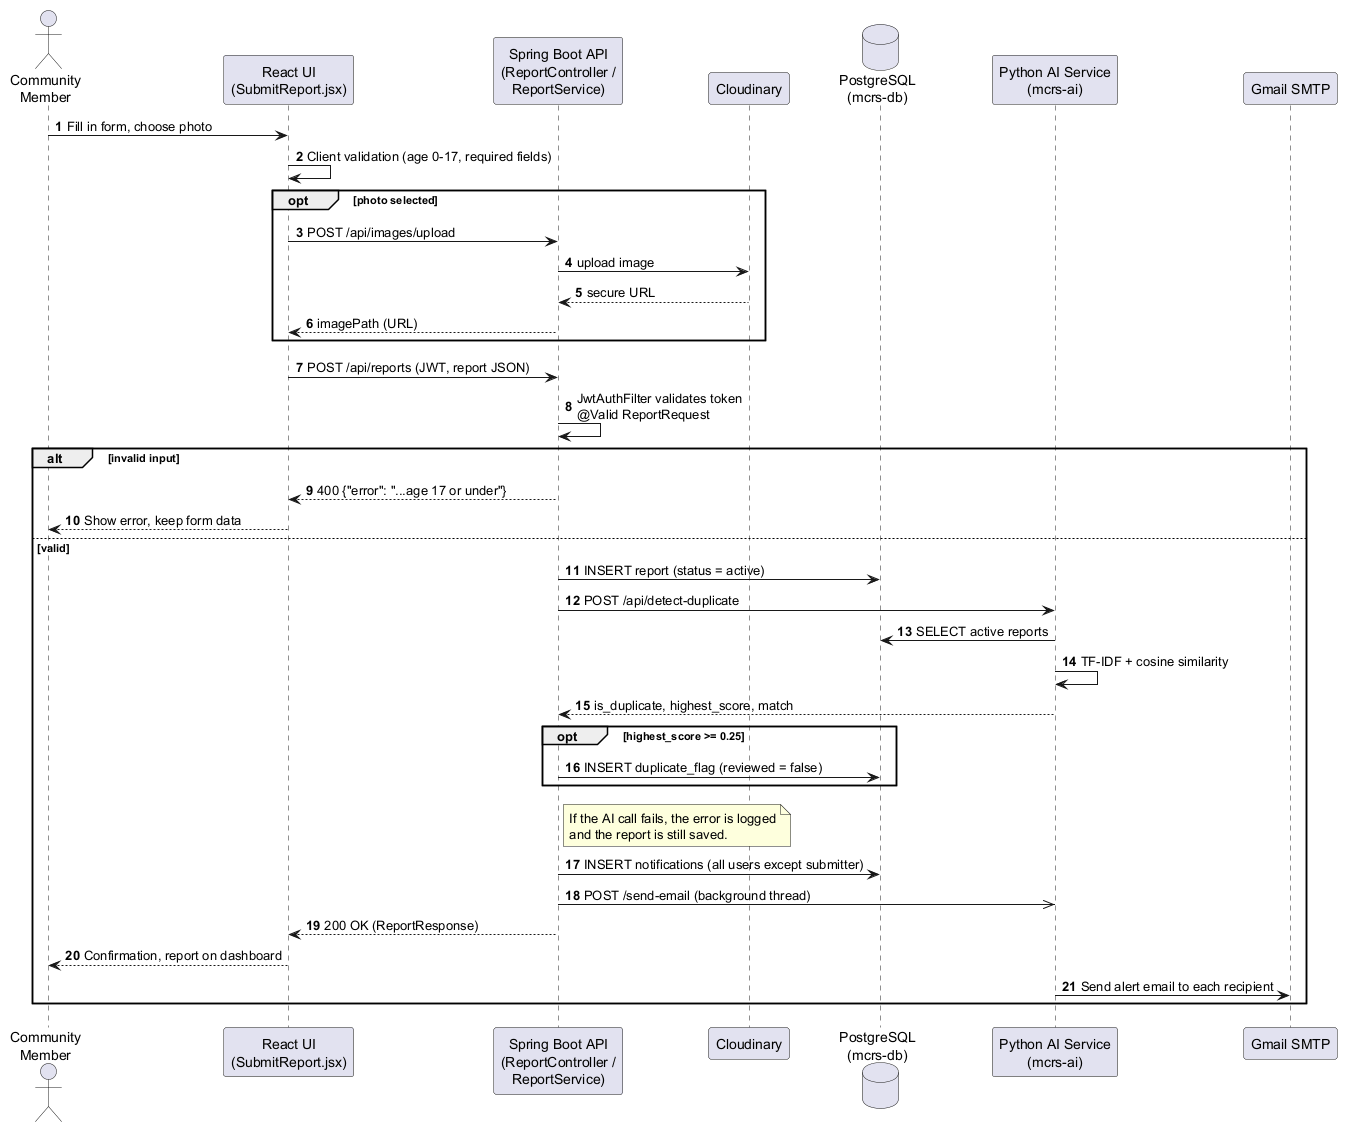 Community
Member
React UI
(SubmitReport.jsx)
Spring Boot API
(ReportController /
ReportService)
Cloudinary
PostgreSQL
(mcrs-db)
Python AI Service
(mcrs-ai)
Gmail SMTP
1 Fill in form, choose photo
2 Client validation (age 0-17, required fields)
opt [photo selected]
3 POST /api/images/upload
4 upload image
5 secure URL
6 imagePath (URL)
7 POST /api/reports (JWT, report JSON)
8 JwtAuthFilter validates token
@Valid ReportRequest
alt [invalid input]
9 400 {"error": "...age 17 or under"}
10 Show error, keep form data
[valid]
11 INSERT report (status = active)
12 POST /api/detect-duplicate
13 SELECT active reports
14 TF-IDF + cosine similarity
15 is_duplicate, highest_score, match
opt [highest_score >= 0.25]
16 INSERT duplicate_flag (reviewed = false)
If the AI call fails, the error is logged
and the report is still saved.
17 INSERT notifications (all users except submitter)
18 POST /send-email (background thread)
19 200 OK (ReportResponse)
20 Confirmation, report on dashboard
21 Send alert email to each recipient
Community
Member
React UI
(SubmitReport.jsx)
Spring Boot API
(ReportController /
ReportService)
Cloudinary
PostgreSQL
(mcrs-db)
Python AI Service
(mcrs-ai)
Gmail SMTP